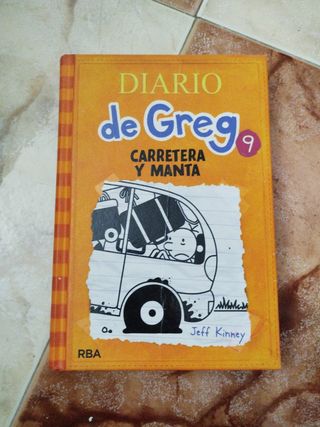 DIARIO
de Greg 9
CARRETERA
Y MANTA
Jeff Kinney
RBA